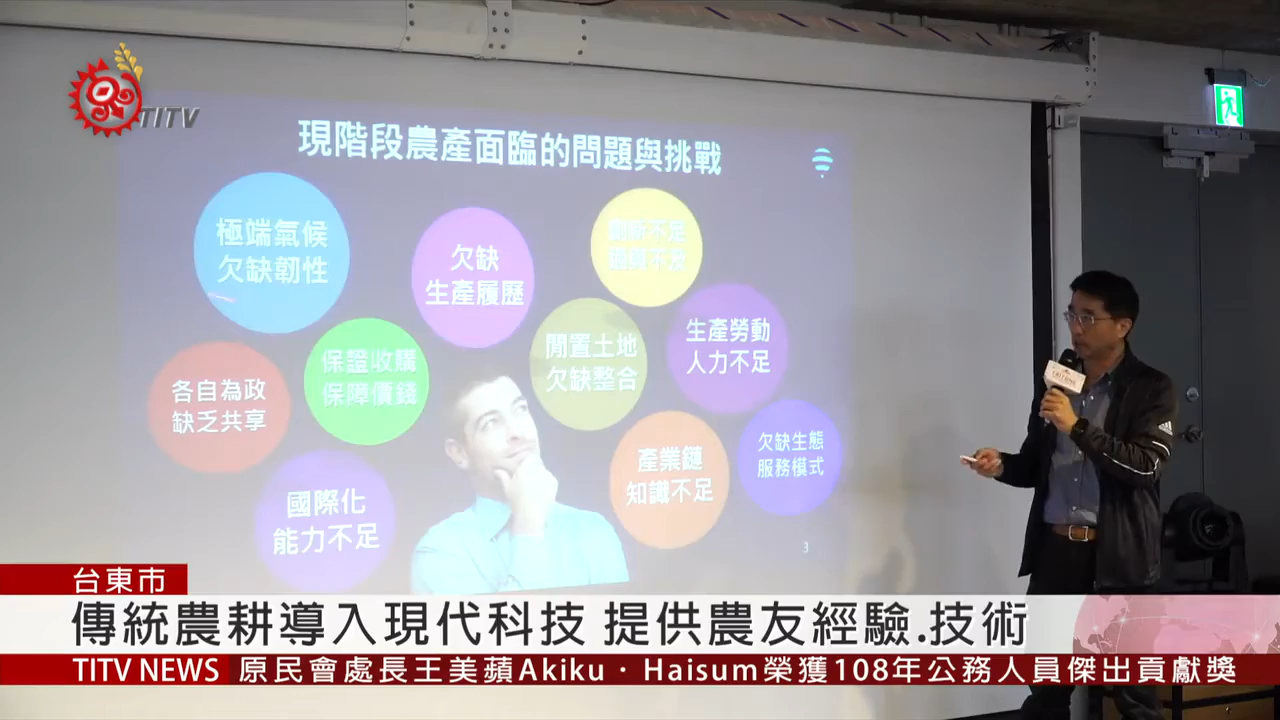 TITV
現階段農產面臨的問題與挑戰
極端氣候
欠缺韌性
欠缺
生產履歷
創新不足
保證收購
保障價錢
閒置土地
欠缺整合
生產勞動
人力不足
各自為政
缺乏共享
產業鏈
知識不足
欠缺生態
服務模式
國際化
能力不足
3
台東市
傳統農耕導入現代科技 提供農友經驗.技術
TITV NEWS 原民會處長王美蘋Akiku．Haisum榮獲108年公務人員傑出貢獻獎